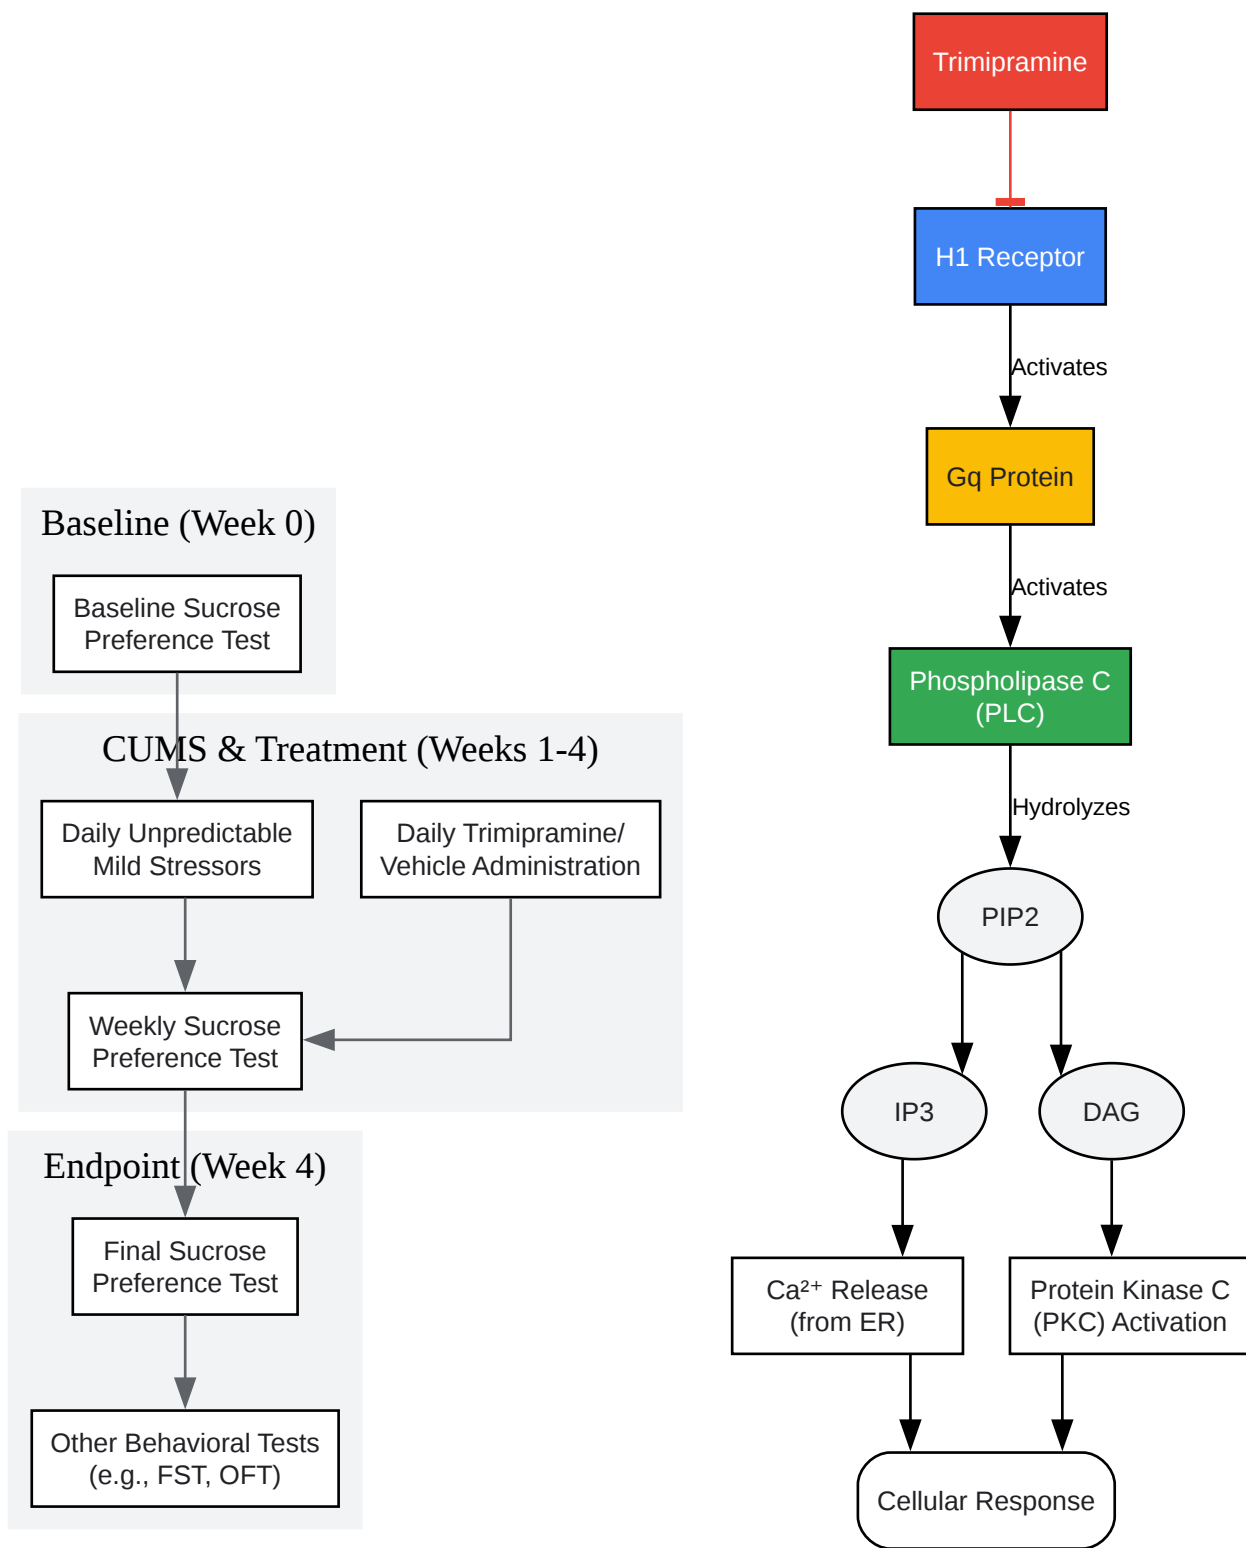 Baseline (Week 0)
Baseline Sucrose
Preference Test
CUMS & Treatment (Weeks 1-4)
Daily Unpredictable
Mild Stressors
Daily Trimipramine/
Vehicle Administration
Weekly Sucrose
Preference Test
Endpoint (Week 4)
Final Sucrose
Preference Test
Other Behavioral Tests
(e.g., FST, OFT)
Trimipramine
H1 Receptor
Activates
Gq Protein
Activates
Phospholipase C
(PLC)
Hydrolyzes
PIP2
IP3
DAG
Ca²⁺ Release
(from ER)
Protein Kinase C
(PKC) Activation
Cellular Response